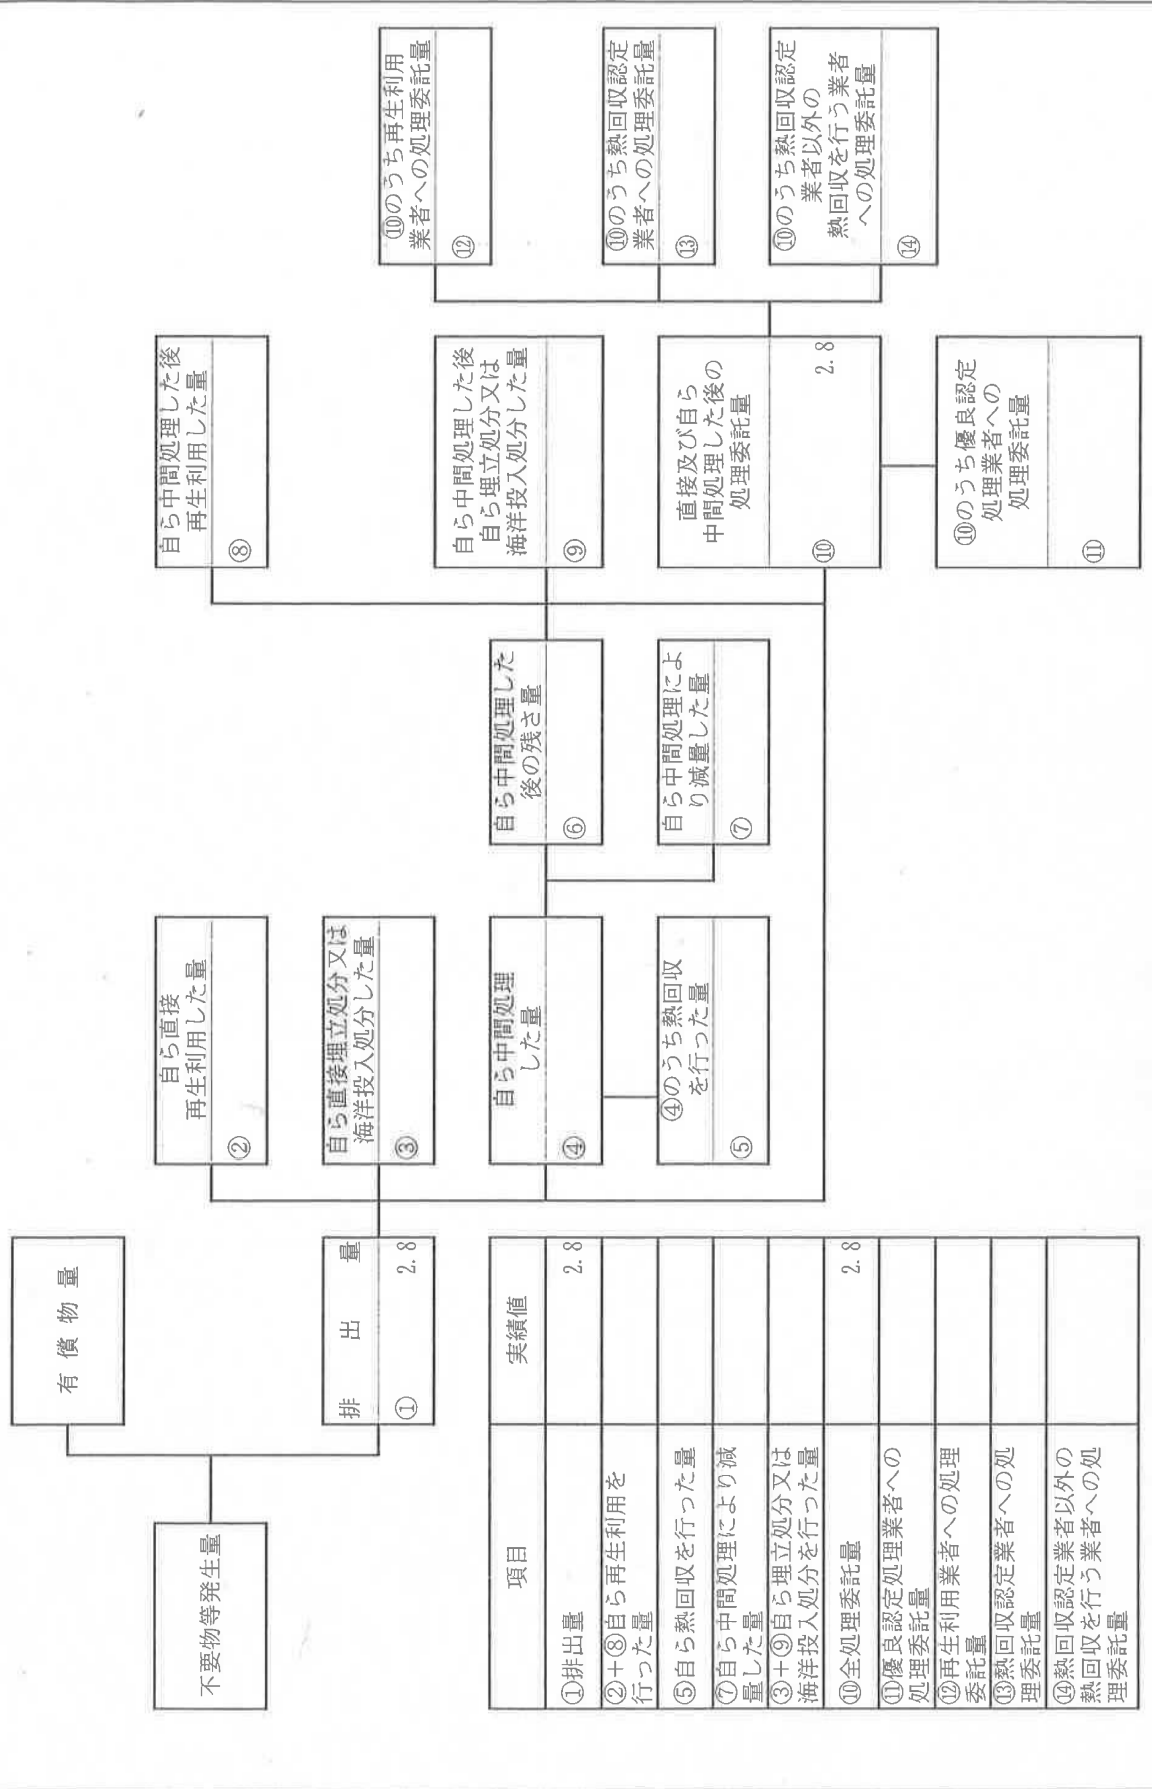 不要物等発生量
有償物量
排出量
①
2.8
自ら直接
再生利用した量
②
自ら直接埋立処分又は
海洋投入処分した量
③
自ら中間処理
した量
④
④のうち熱回収
を行った量
⑤
自ら中間処理した
後の残さ量
⑥
自ら中間処理によ
り減量した量
⑦
自ら中間処理した後
再生利用した量
⑧
自ら中間処理した後
自ら埋立処分又は
海洋投入処分した量
⑨
直接及び自ら
中間処理した後の
処理委託量
⑩
2.8
⑩のうち優良認定
処理業者への
処理委託量
⑪
⑩のうち再生利用
業者への処理委託量
⑫
⑩のうち熱回収認定
業者への処理委託量
⑬
⑩のうち熱回収認定
業者以外の
熱回収を行う業者
への処理委託量
⑭
項目 実績値
①排出量 2.8
②+⑧自ら再生利用を
行った量
⑤自ら熱回収を行った量
⑦自ら中間処理により減
量した量
③+⑨自ら埋立処分又は
海洋投入処分を行った量
⑩全処理委託量 2.8
⑪優良認定処理業者への
処理委託量
⑫再生利用業者への処理
委託量
⑬熱回収認定業者への処
理委託量
⑭熱回収認定業者以外の
熱回収を行う業者への処
理委託量